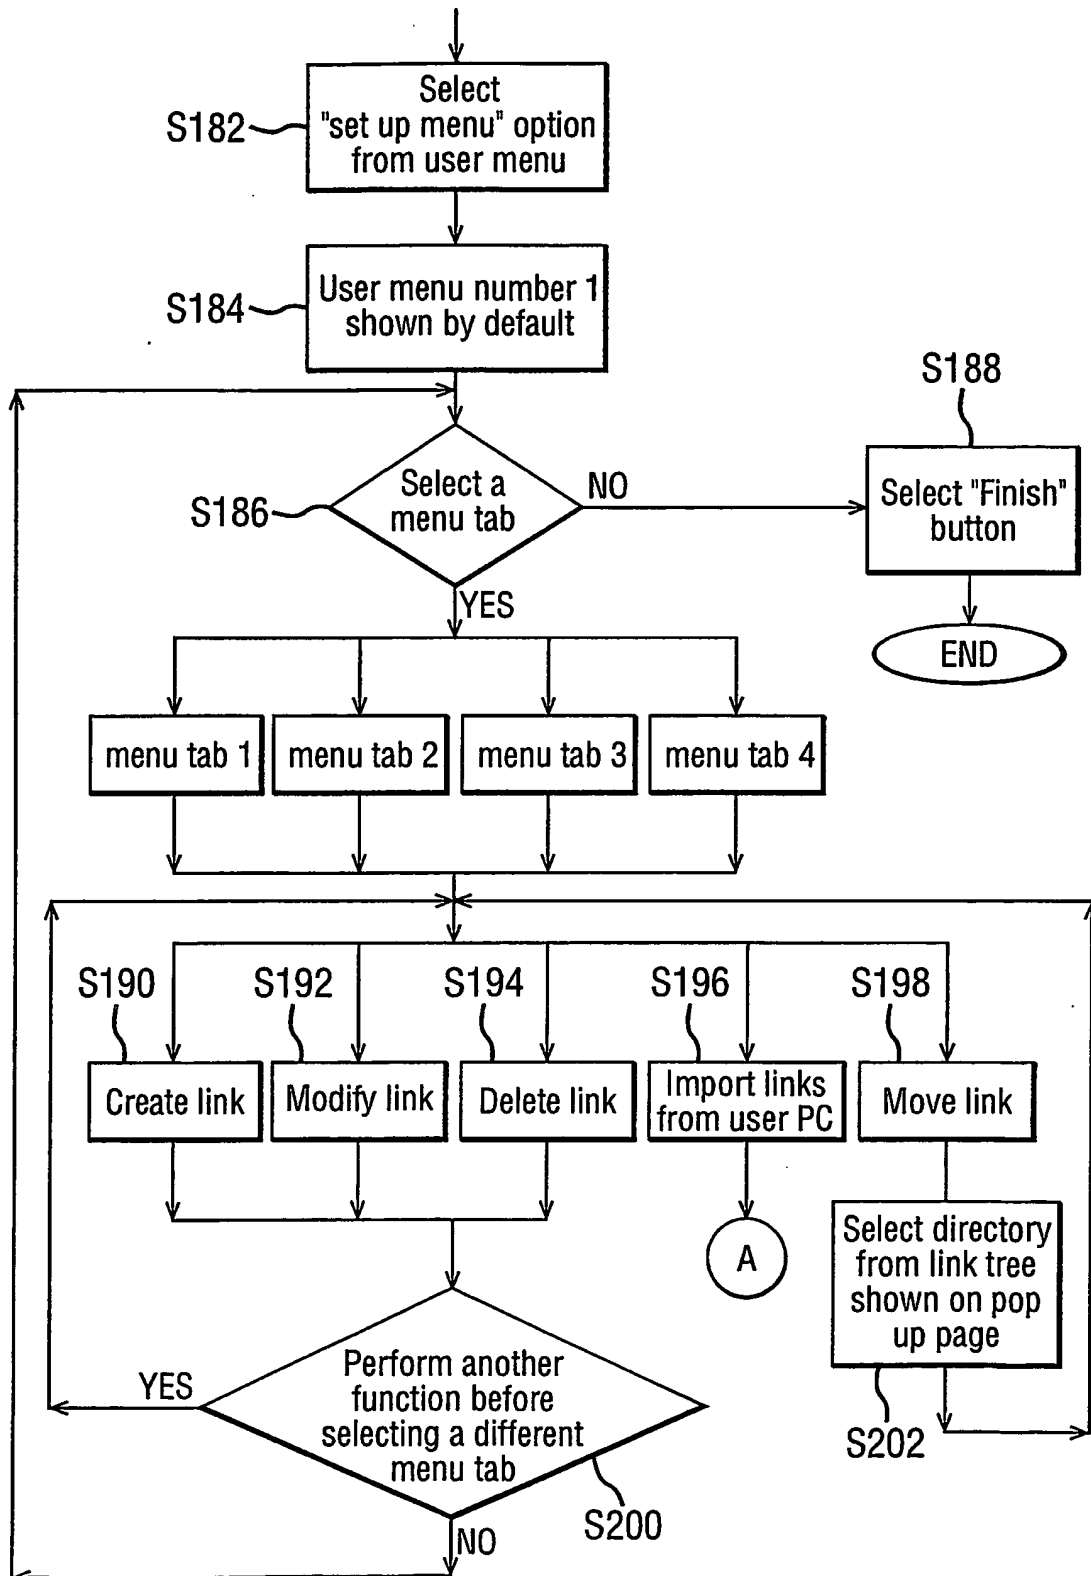 Select
"set up menu" option
from user menu
S182
User menu number 1
shown by default
S184
S188
Select a
menu tab
S186
NO
Select "Finish"
button
YES
END
menu tab 1
menu tab 2
menu tab 3
menu tab 4
S190
S192
S194
S196
S198
Create link
Modify link
Delete link
Import links
from user PC
Move link
A
Select directory
from link tree
shown on pop
up page
S202
Perform another
function before
selecting a different
menu tab
YES
S200
NO